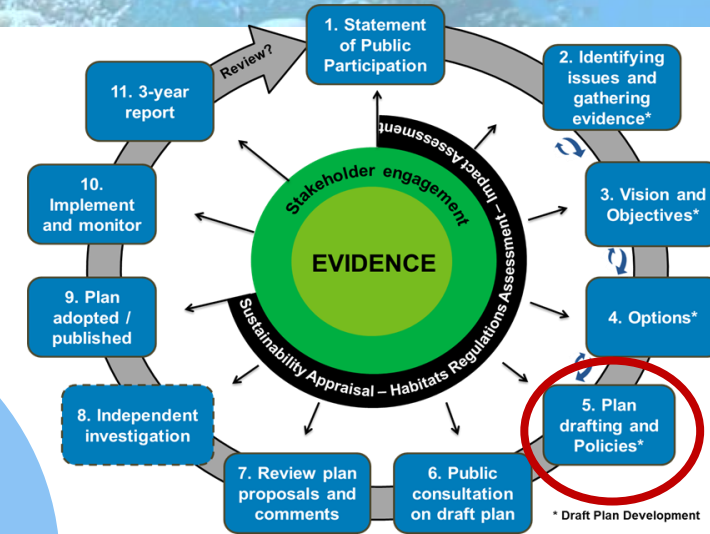 1. Statement
of Public
Participation
2. Identifying
issues and
gathering
evidence*
3. Vision and
Objectives*
4. Options*
5. Plan
drafting and
Policies*
6. Public
consultation
on draft plan
7. Review plan
proposals and
comments
8. Independent
investigation
9. Plan
adopted /
published
10.
Implement
and monitor
11. 3-year
report
Review?
Stakeholder engagement
EVIDENCE
Sustainability Appraisal – Habitats Regulations Assessment - Impact Assessment
* Draft Plan Development